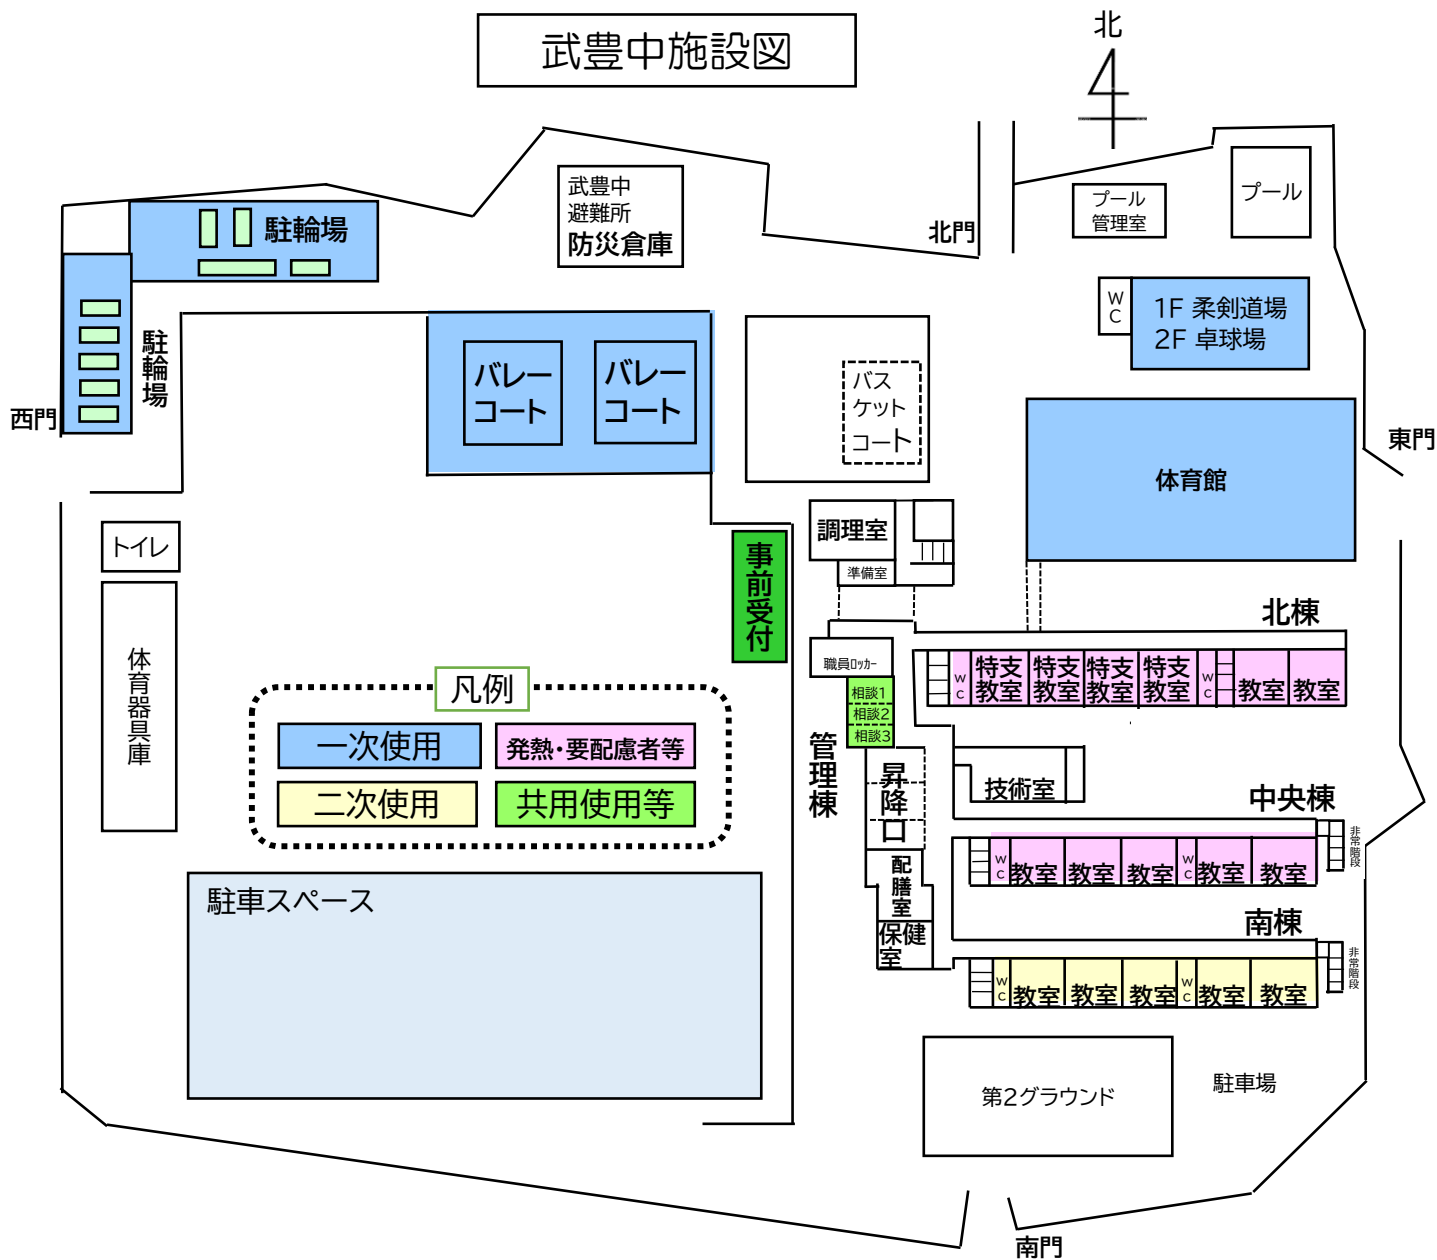 武豊中施設図
北
武豊中
避難所
防災倉庫
北門
プール
管理室
プール
駐輪場
駐輪場
西門
バレー
コート
バレー
コート
バス
ケット
コート
WC
1F 柔剣道場
2F 卓球場
東門
体育館
トイレ
体育器具庫
事前受付
調理室
準備室
職員ロッカー
相談1
相談2
相談3
管理棟
昇降口
配膳室
保健室
北棟
WC
特支
教室
特支
教室
特支
教室
特支
教室
WC
教室
教室
技術室
中央棟
WC
教室
教室
教室
WC
教室
教室
非常階段
南棟
WC
教室
教室
教室
WC
教室
教室
非常階段
凡例
一次使用
発熱・要配慮者等
二次使用
共用使用等
駐車スペース
第2グラウンド
駐車場
南門